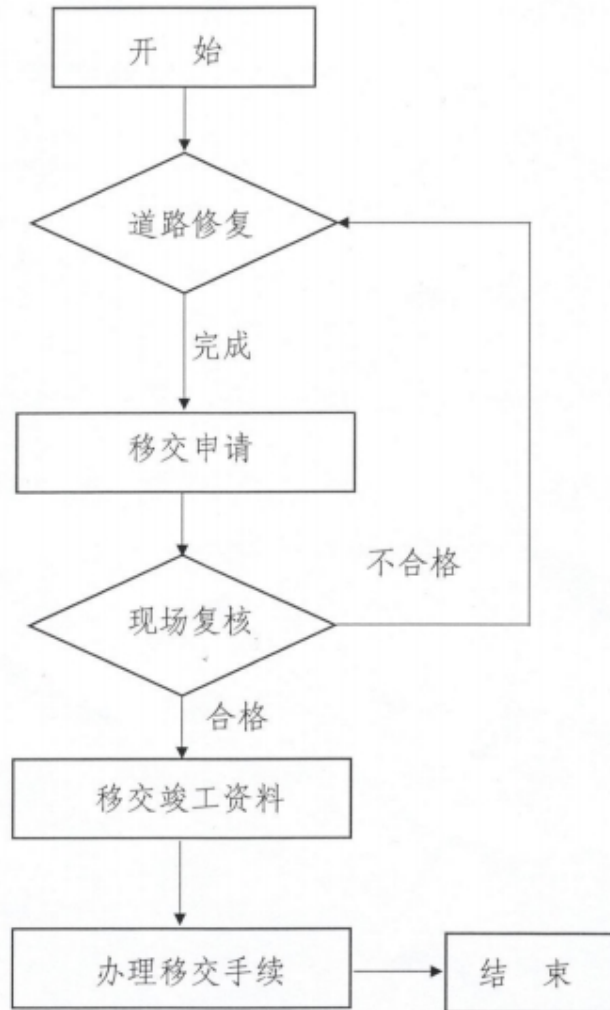 开 始
道路修复
完成
移交申请
不合格
现场复核
合格
移交竣工资料
办理移交手续
结 束